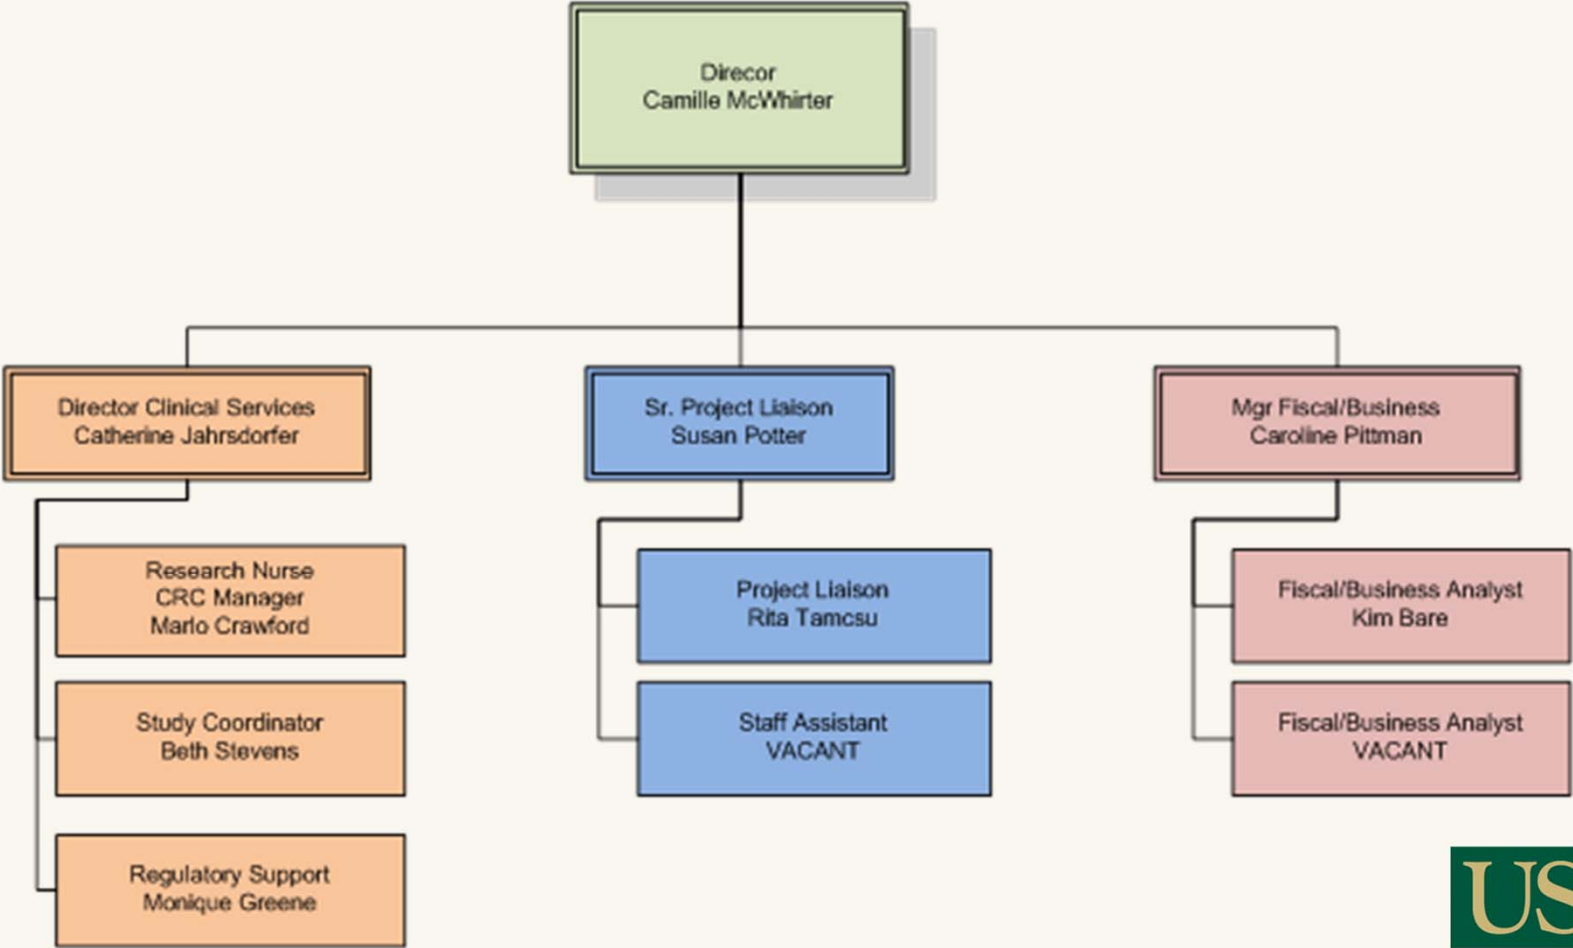 Direcor
Camille McWhirter
Director Clinical Services
Catherine Jahrsdorfer
Sr. Project Liaison
Susan Potter
Mgr Fiscal/Business
Caroline Pittman
Research Nurse
CRC Manager
Marlo Crawford
Project Liaison
Rita Tamcsu
Fiscal/Business Analyst
Kim Bare
Study Coordinator
Beth Stevens
Staff Assistant
VACANT
Fiscal/Business Analyst
VACANT
Regulatory Support
Monique Greene
US